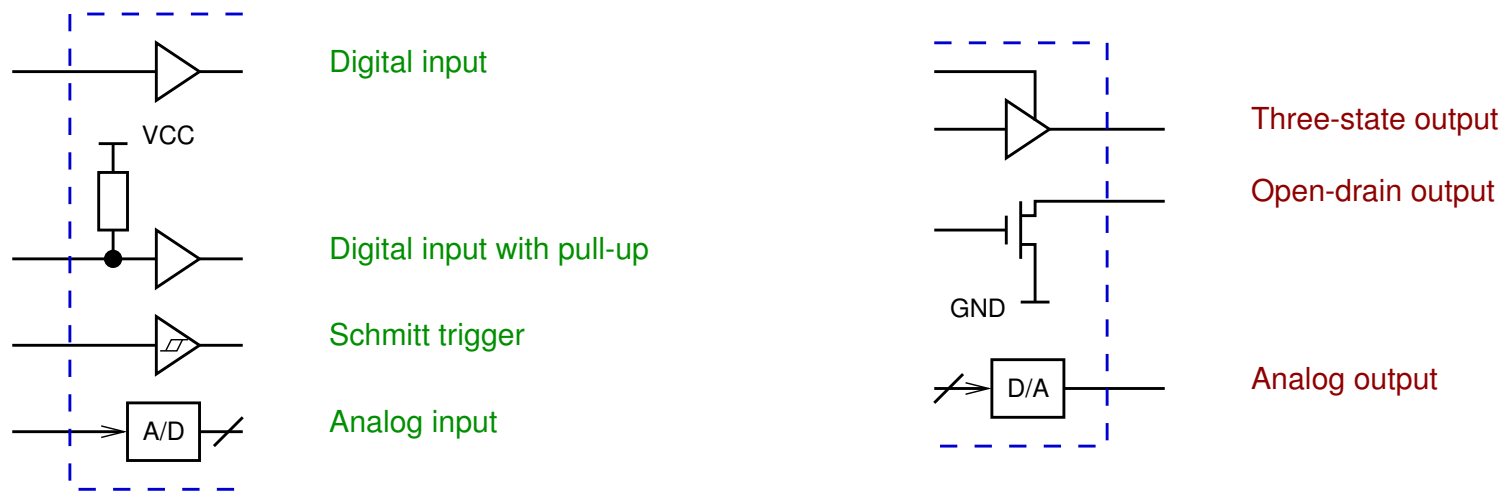 Digital input
VCC
Digital input with pull-up
Schmitt trigger
A/D
Analog input
Three-state output
Open-drain output
GND
D/A
Analog output